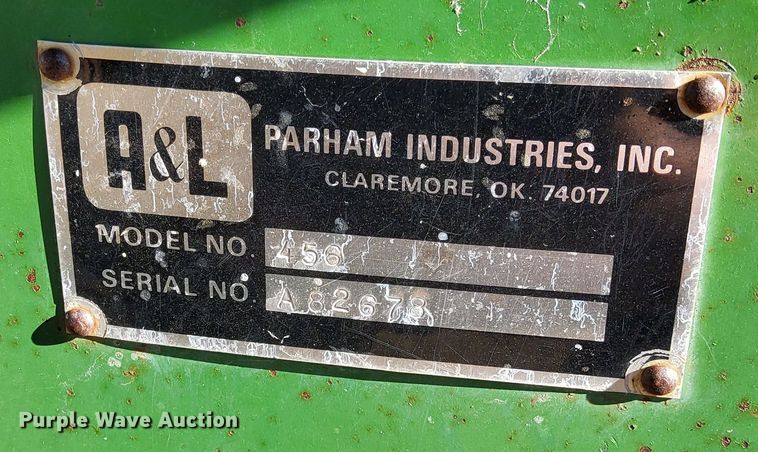 A&L
PARHAM INDUSTRIES, INC.
CLAREMORE, OK. 74017
MODEL NO. 456
SERIAL NO. A82678
Purple Wave Auction